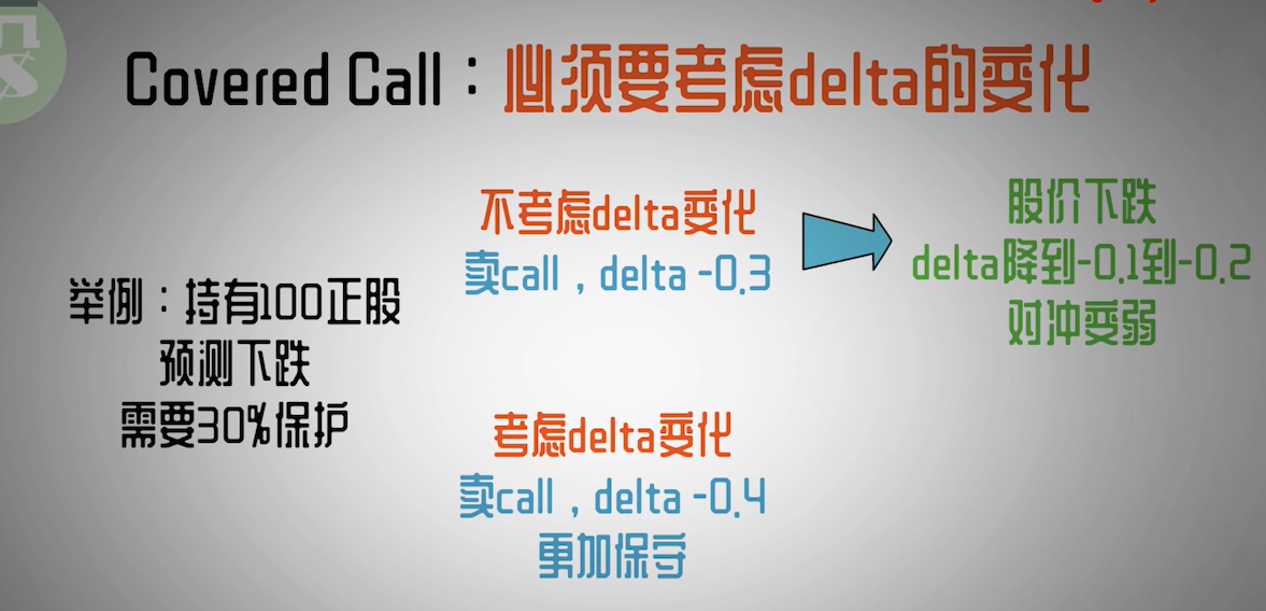 Covered Call：必须要考虑delta的变化
不考虑delta变化
卖call，delta -0.3
股价下跌
delta降到-0.1到-0.2
对冲变弱
举例：持有100正股
预测下跌
需要30%保护
考虑delta变化
卖call，delta -0.4
更加保守